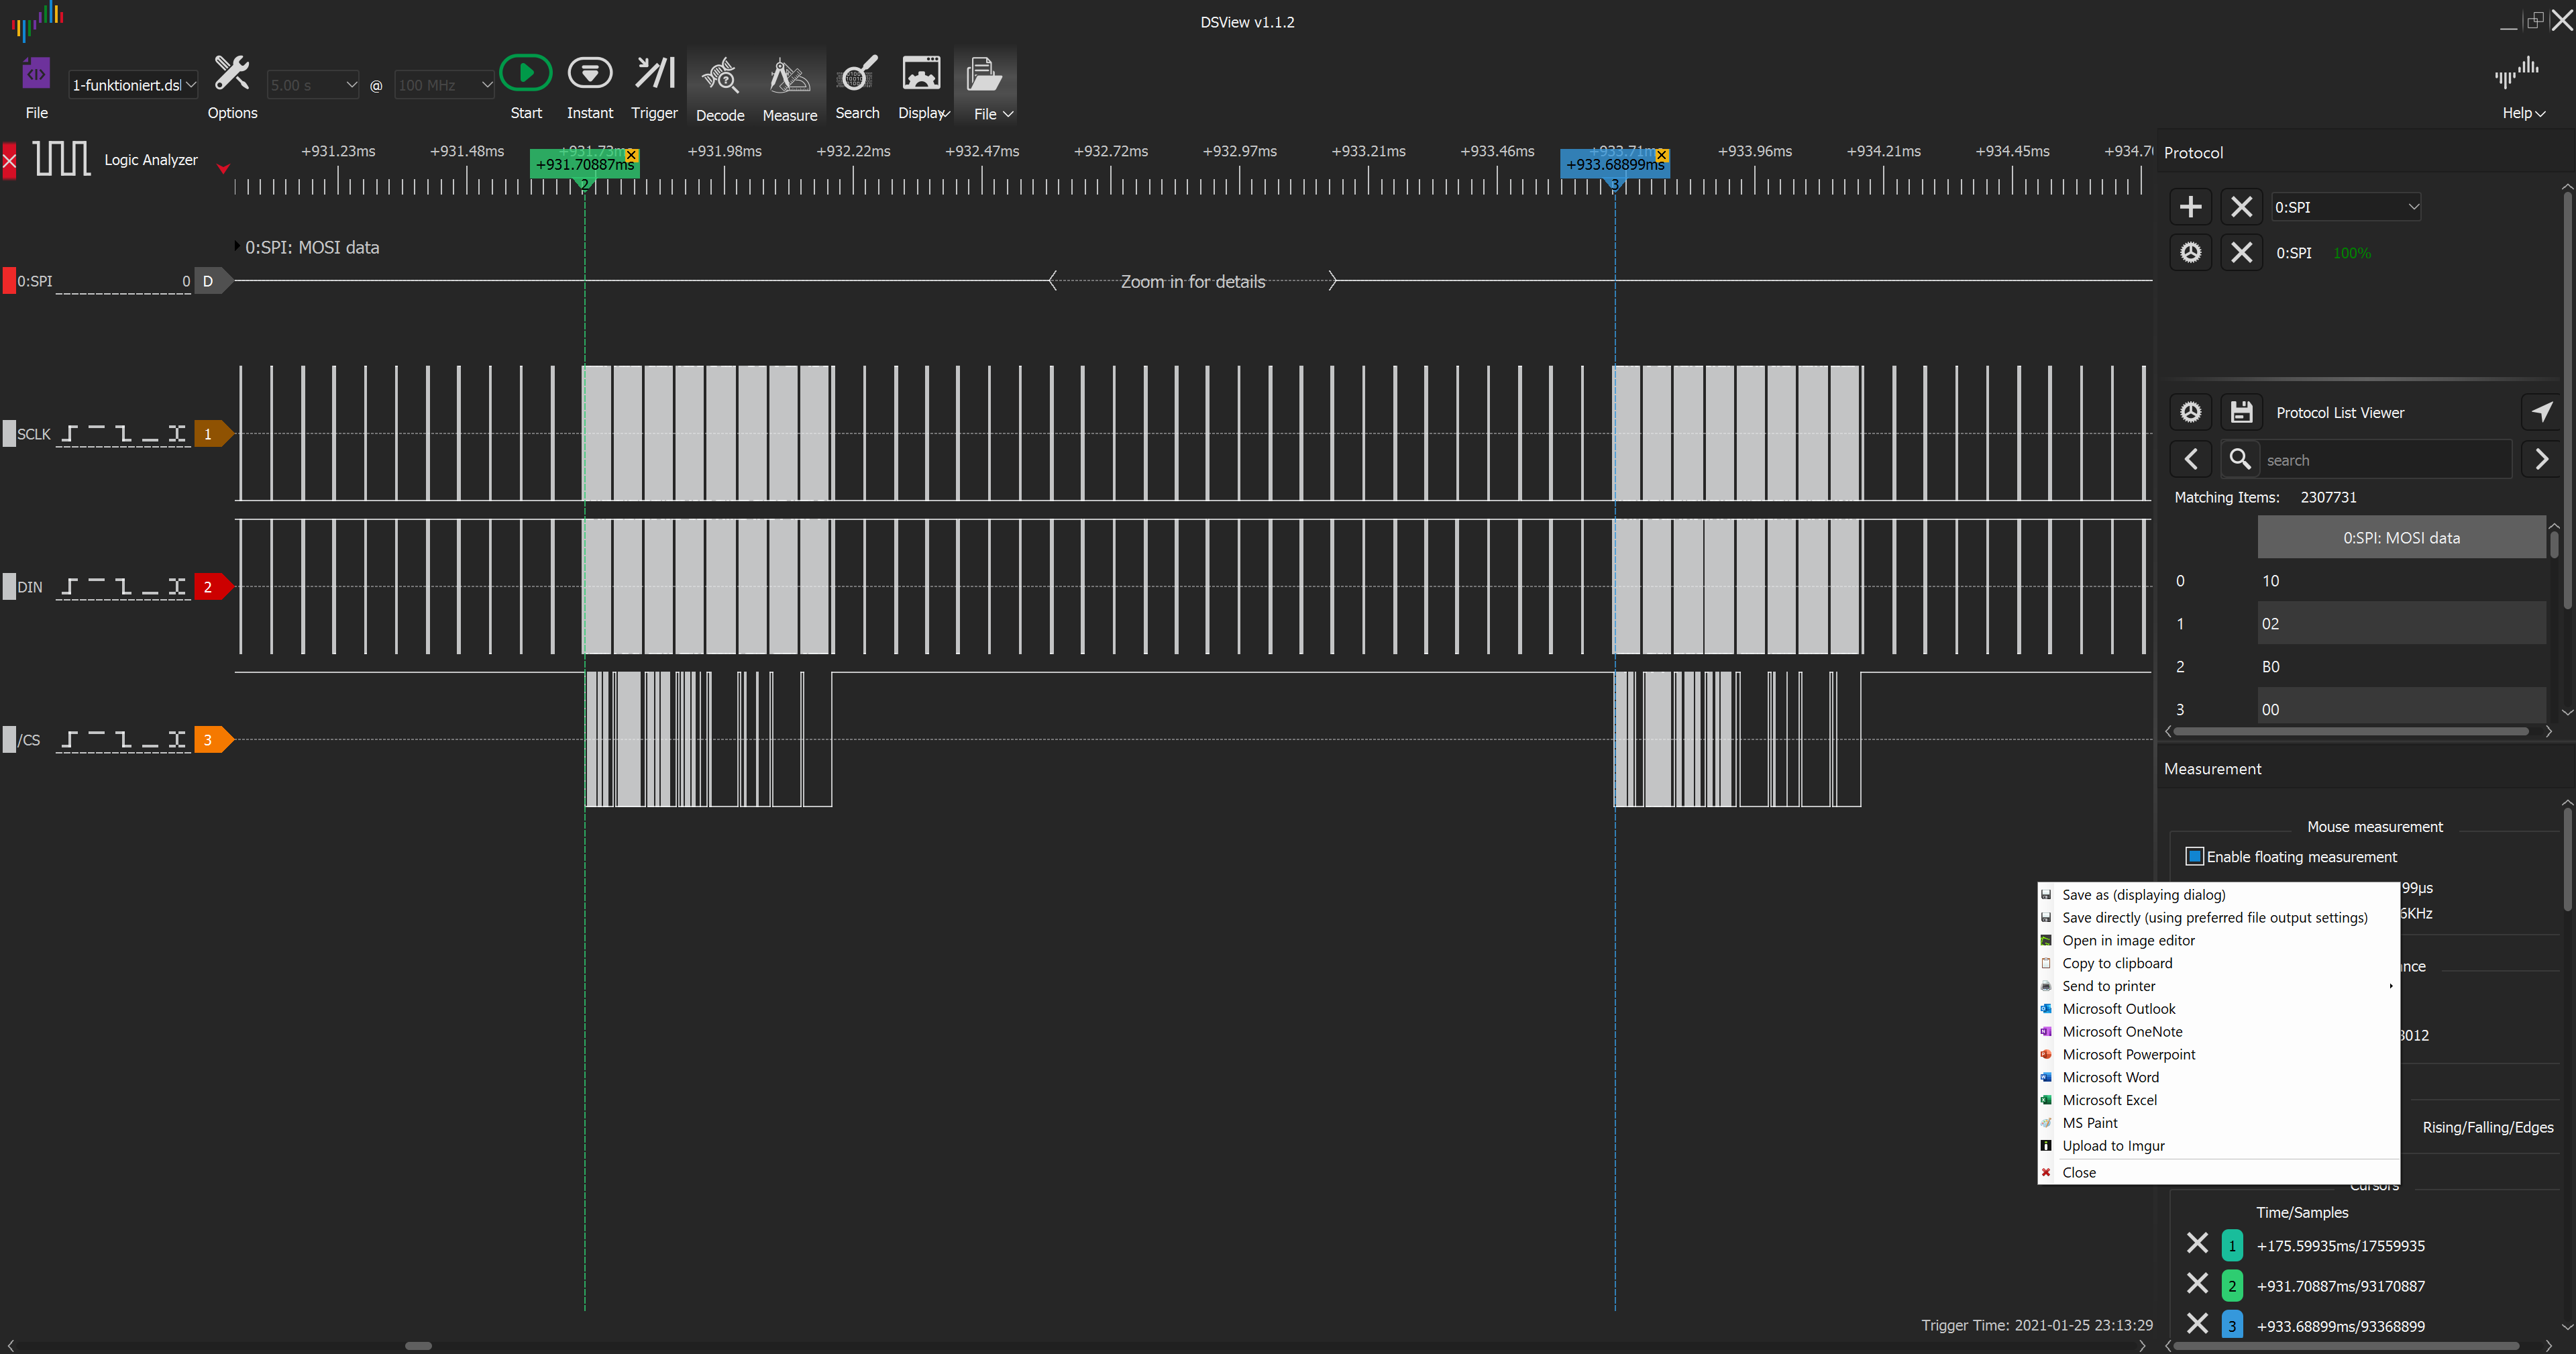 DSView v1.1.2
File
1-funktioniert.dsl
Options
5.00 s
@
100 MHz
Start
Instant
Trigger
Decode
Measure
Search
Display
File
Help
Logic Analyzer
+931.23ms +931.48ms +931.73ms +931.98ms +932.22ms +932.47ms +932.72ms +932.97ms +933.21ms +933.46ms +933.71ms +933.96ms +934.21ms +934.45ms +934.70
+931.70887ms
2
+933.68899ms
3
0:SPI: MOSI data
0:SPI 0 D
Zoom in for details
SCLK 1
DIN 2
/CS 3
Trigger Time: 2021-01-25 23:13:29
Protocol
0:SPI
0:SPI 100%
Protocol List Viewer
search
Matching Items: 2307731
0:SPI: MOSI data
0 10
1 02
2 B0
3 00
Measurement
Mouse measurement
Enable floating measurement
99µs
6KHz
nce
3012
Rising/Falling/Edges
Save as (displaying dialog)
Save directly (using preferred file output settings)
Open in image editor
Copy to clipboard
Send to printer
Microsoft Outlook
Microsoft OneNote
Microsoft Powerpoint
Microsoft Word
Microsoft Excel
MS Paint
Upload to Imgur
Close
Cursors
Time/Samples
1 +175.59935ms/17559935
2 +931.70887ms/93170887
3 +933.68899ms/93368899